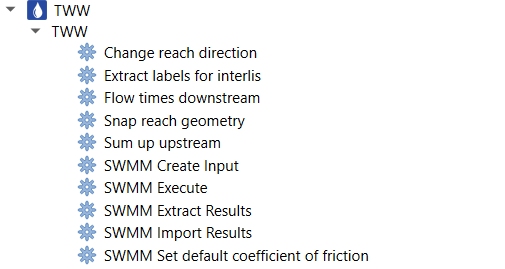 TWW
TWW
Change reach direction
Extract labels for interlis
Flow times downstream
Snap reach geometry
Sum up upstream
SWMM Create Input
SWMM Execute
SWMM Extract Results
SWMM Import Results
SWMM Set default coefficient of friction